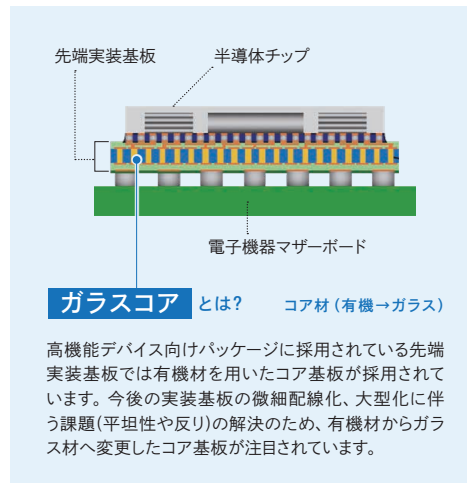 先端実装基板
半導体チップ
電子機器マザーボード
ガラスコア とは?
コア材(有機→ガラス)
高機能デバイス向けパッケージに採用されている先端
実装基板では有機材を用いたコア基板が採用されて
います。今後の実装基板の微細配線化、大型化に伴
う課題(平坦性や反り)の解決のため、有機材からガラ
ス材へ変更したコア基板が注目されています。